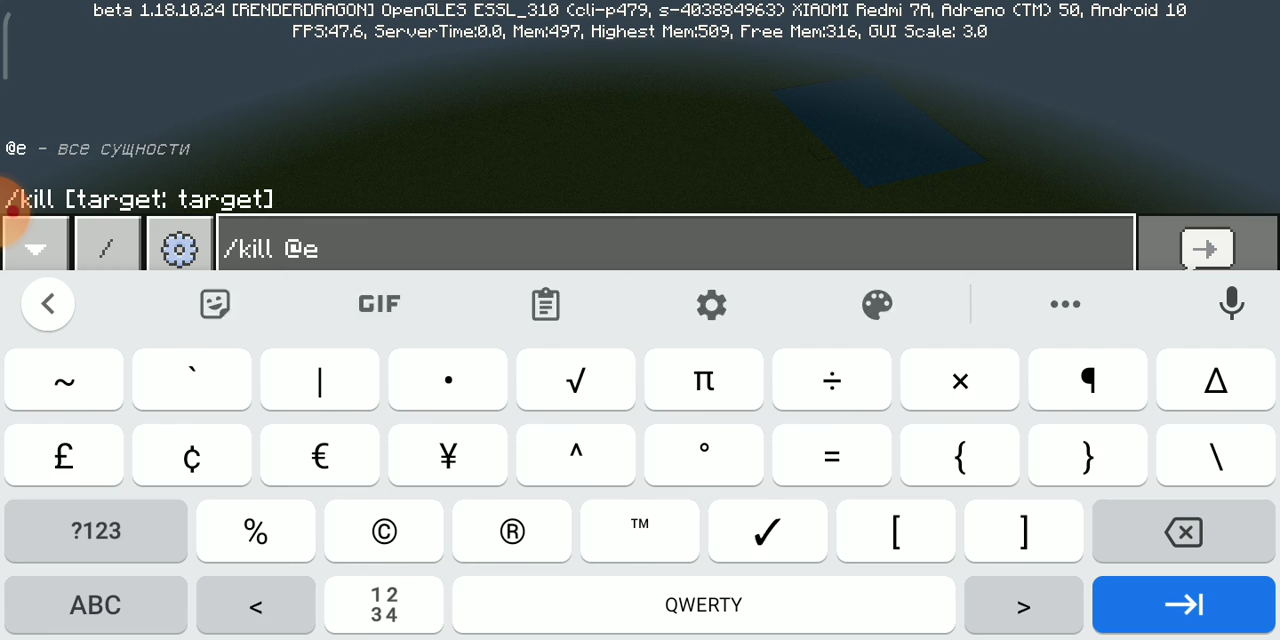 beta 1.18.10.24 [RENDERDRAGON] OpenGLES ESSL_310 (cli-p479, s-403884963) XIAOMI Redmi 7A, Adreno (TM) 50, Android 10
FPS:47.6, ServerTime:0.0, Mem:497, Highest Mem:509, Free Mem:316, GUI Scale: 3.0
@e - все сущности
/kill [target: target]
/ /kill @e
GIF
~ ` | • √ π ÷ × ¶ Δ
£ ¢ € ¥ ^ ° = { } \
?123 % © ® ™ ✓ [ ]
ABC < 1 2 3 4 QWERTY >